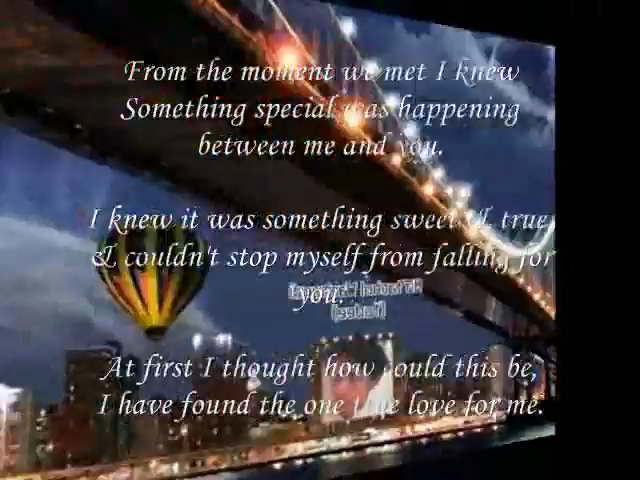 From the moment we met I knew
Something special was happening
between me and you.
I knew it was something sweet & true
& couldn't stop myself from falling for
you.
At first I thought how could this be,
I have found the one true love for me.